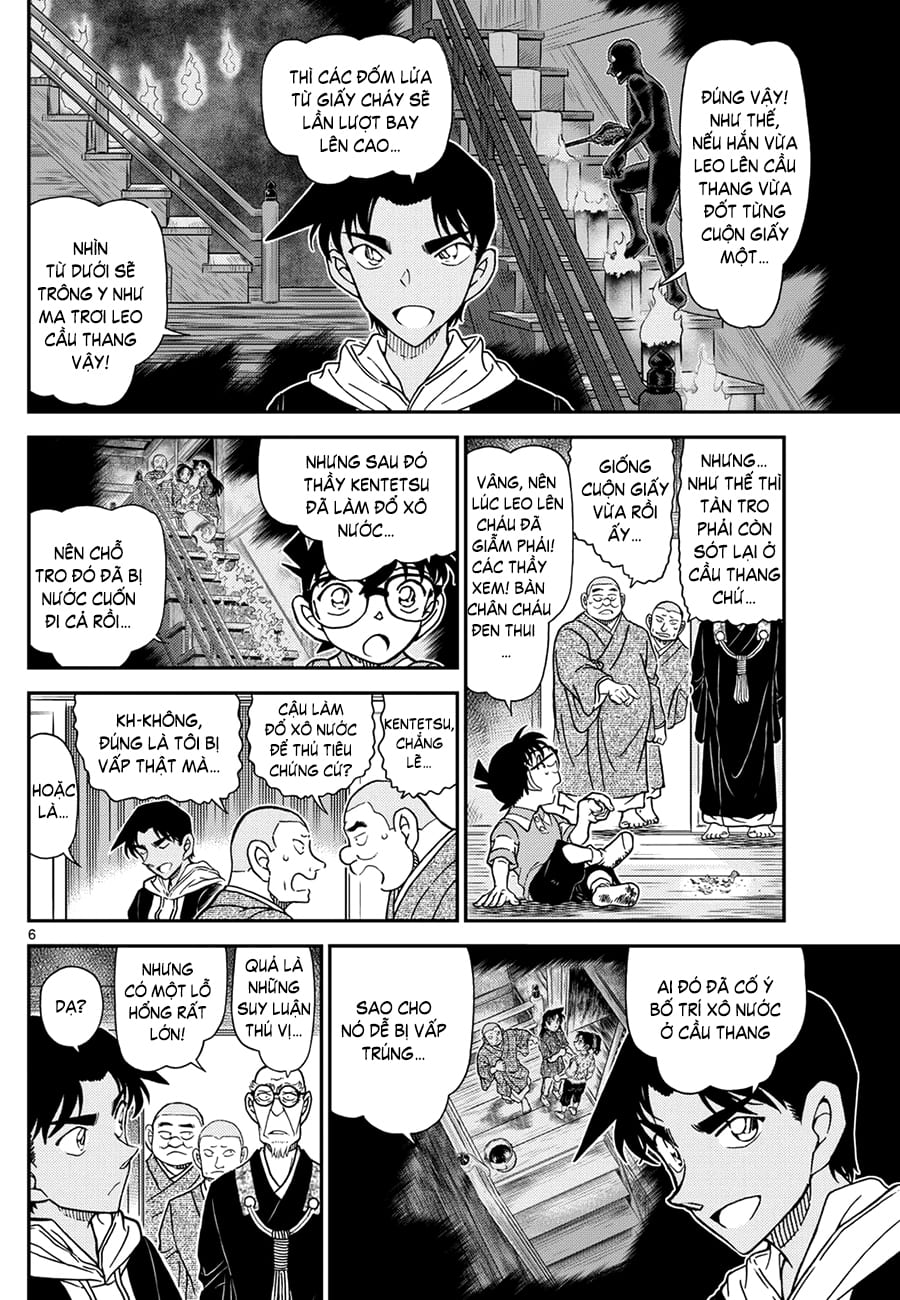 ĐÚNG VẬY!
NHƯ THẾ,
NẾU HẮN VỪA
LEO LÊN CẦU
THANG VỪA
ĐỐT TỪNG
CUỘN GIẤY
MỘT...
THÌ CÁC ĐỐM LỬA
TỪ GIẤY CHÁY SẼ
LẦN LƯỢT BAY
LÊN CAO...
NHÌN
TỪ DƯỚI SẼ
TRÔNG Y NHƯ
MA TRƠI LEO
CẦU THANG
VẬY!
NHƯNG...
NHƯ THẾ THÌ
TÀN TRO
PHẢI CÒN
SÓT LẠI Ở
CẦU THANG
CHỨ...
GIỐNG
CUỘN GIẤY
VỪA RỒI
ẤY...
VÂNG, NÊN
LÚC LEO LÊN
CHÁU ĐÃ
GIẪM PHẢI!
CÁC THẦY
XEM! BÀN
CHÂN CHÁU
ĐEN THUI
...
NHƯNG SAU ĐÓ
THẦY KENTETSU
ĐÃ LÀM ĐỔ XÔ
NƯỚC...
NÊN CHỖ
TRO ĐÓ ĐÃ BỊ
NƯỚC CUỐN
ĐI CẢ RỒI...
KENTETSU,
CHẲNG
LẼ...
CẬU LÀM
ĐỔ XÔ NƯỚC
ĐỂ THỦ TIÊU
CHỨNG CỨ?
KH-KHÔNG,
ĐÚNG LÀ TÔI BỊ
VẤP THẬT MÀ...
HOẶC
LÀ...
6
AI ĐÓ ĐÃ CỐ Ý
BỐ TRÍ XÔ NƯỚC
Ở CẦU THANG
SAO CHO
NÓ DỄ BỊ VẤP
TRÚNG...
QUẢ LÀ
NHỮNG
SUY LUẬN
THÚ VỊ...
NHƯNG
CÓ MỘT LỖ
HỔNG RẤT
LỚN!
DẠ?